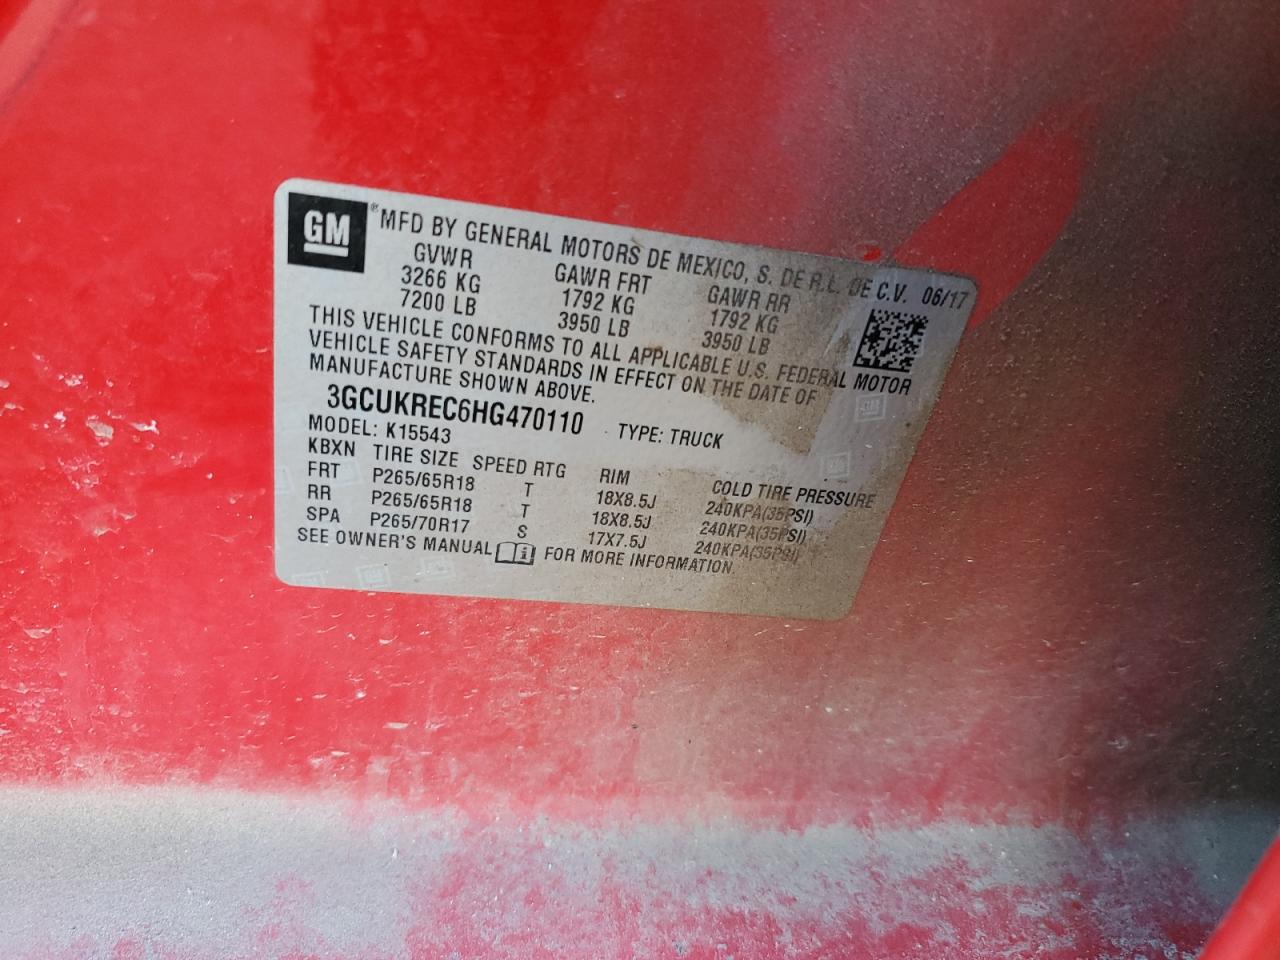 GM ® MFD BY GENERAL MOTORS DE MEXICO, S. DE R.L. DE C.V. 06/17
GVWR GAWR FRT GAWR RR
3266 KG 1792 KG 1792 KG
7200 LB 3950 LB 3950 LB
THIS VEHICLE CONFORMS TO ALL APPLICABLE U.S. FEDERAL MOTOR
VEHICLE SAFETY STANDARDS IN EFFECT ON THE DATE OF
MANUFACTURE SHOWN ABOVE.
3GCUKREC6HG470110 TYPE: TRUCK
MODEL: K15543
KBXN TIRE SIZE SPEED RTG RIM COLD TIRE PRESSURE
FRT P265/65R18 T 18X8.5J 240KPA(35PSI)
RR P265/65R18 T 18X8.5J 240KPA(35PSI)
SPA P265/70R17 S 17X7.5J 240KPA(35PSI)
SEE OWNER'S MANUAL i FOR MORE INFORMATION.